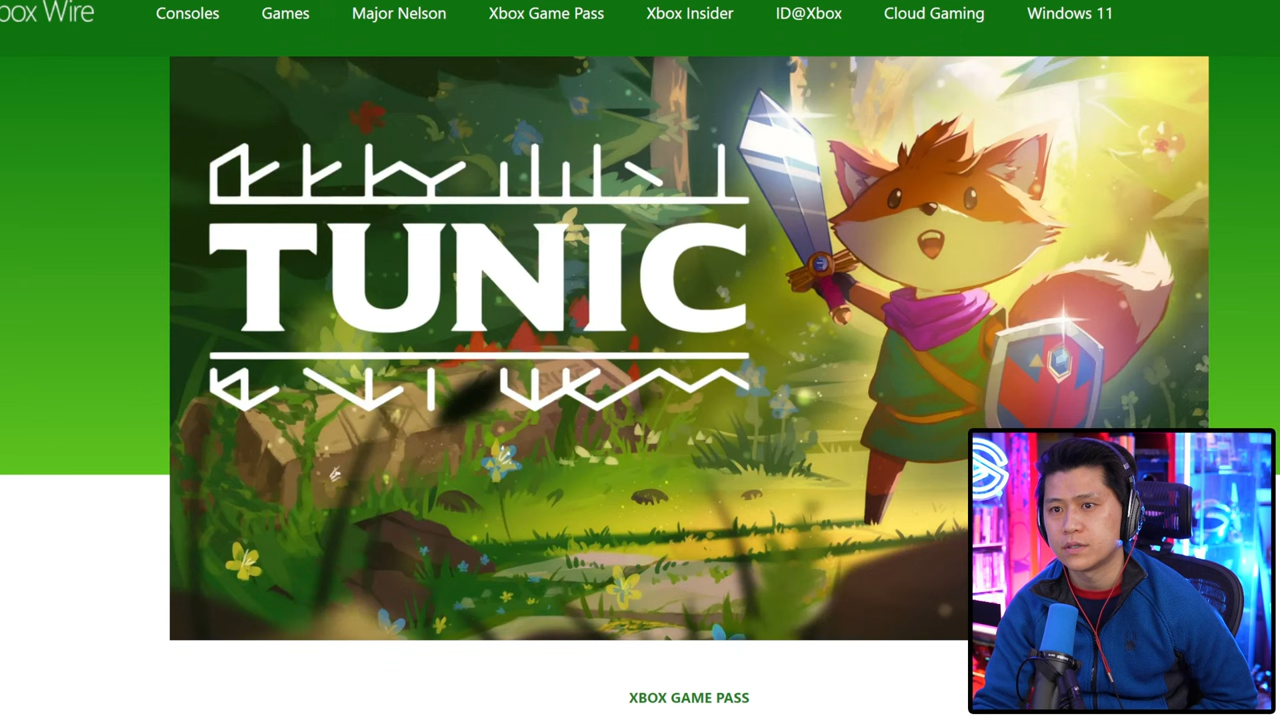 box Wire
Consoles Games Major Nelson Xbox Game Pass Xbox Insider ID@Xbox Cloud Gaming Windows 11
TUNIC
XBOX GAME PASS